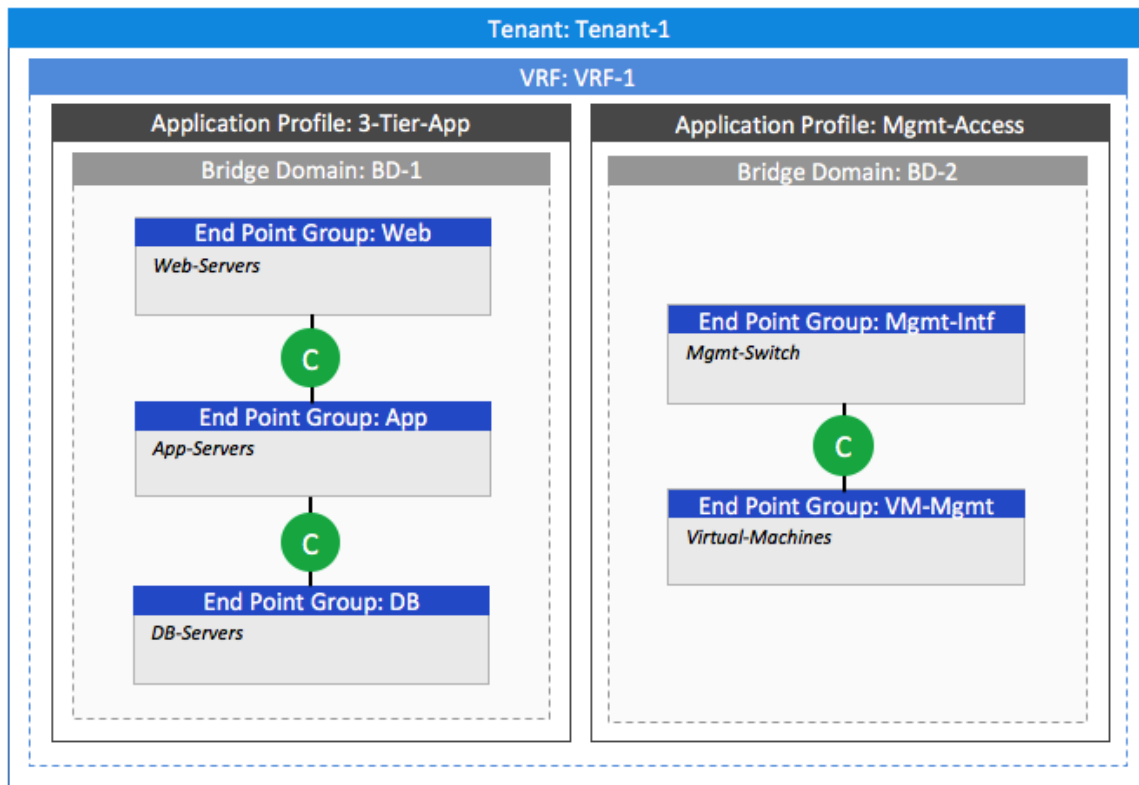 Tenant: Tenant-1
VRF: VRF-1
Application Profile: 3-Tier-App
Bridge Domain: BD-1
End Point Group: Web
Web-Servers
C
End Point Group: App
App-Servers
C
End Point Group: DB
DB-Servers
Application Profile: Mgmt-Access
Bridge Domain: BD-2
End Point Group: Mgmt-Intf
Mgmt-Switch
C
End Point Group: VM-Mgmt
Virtual-Machines